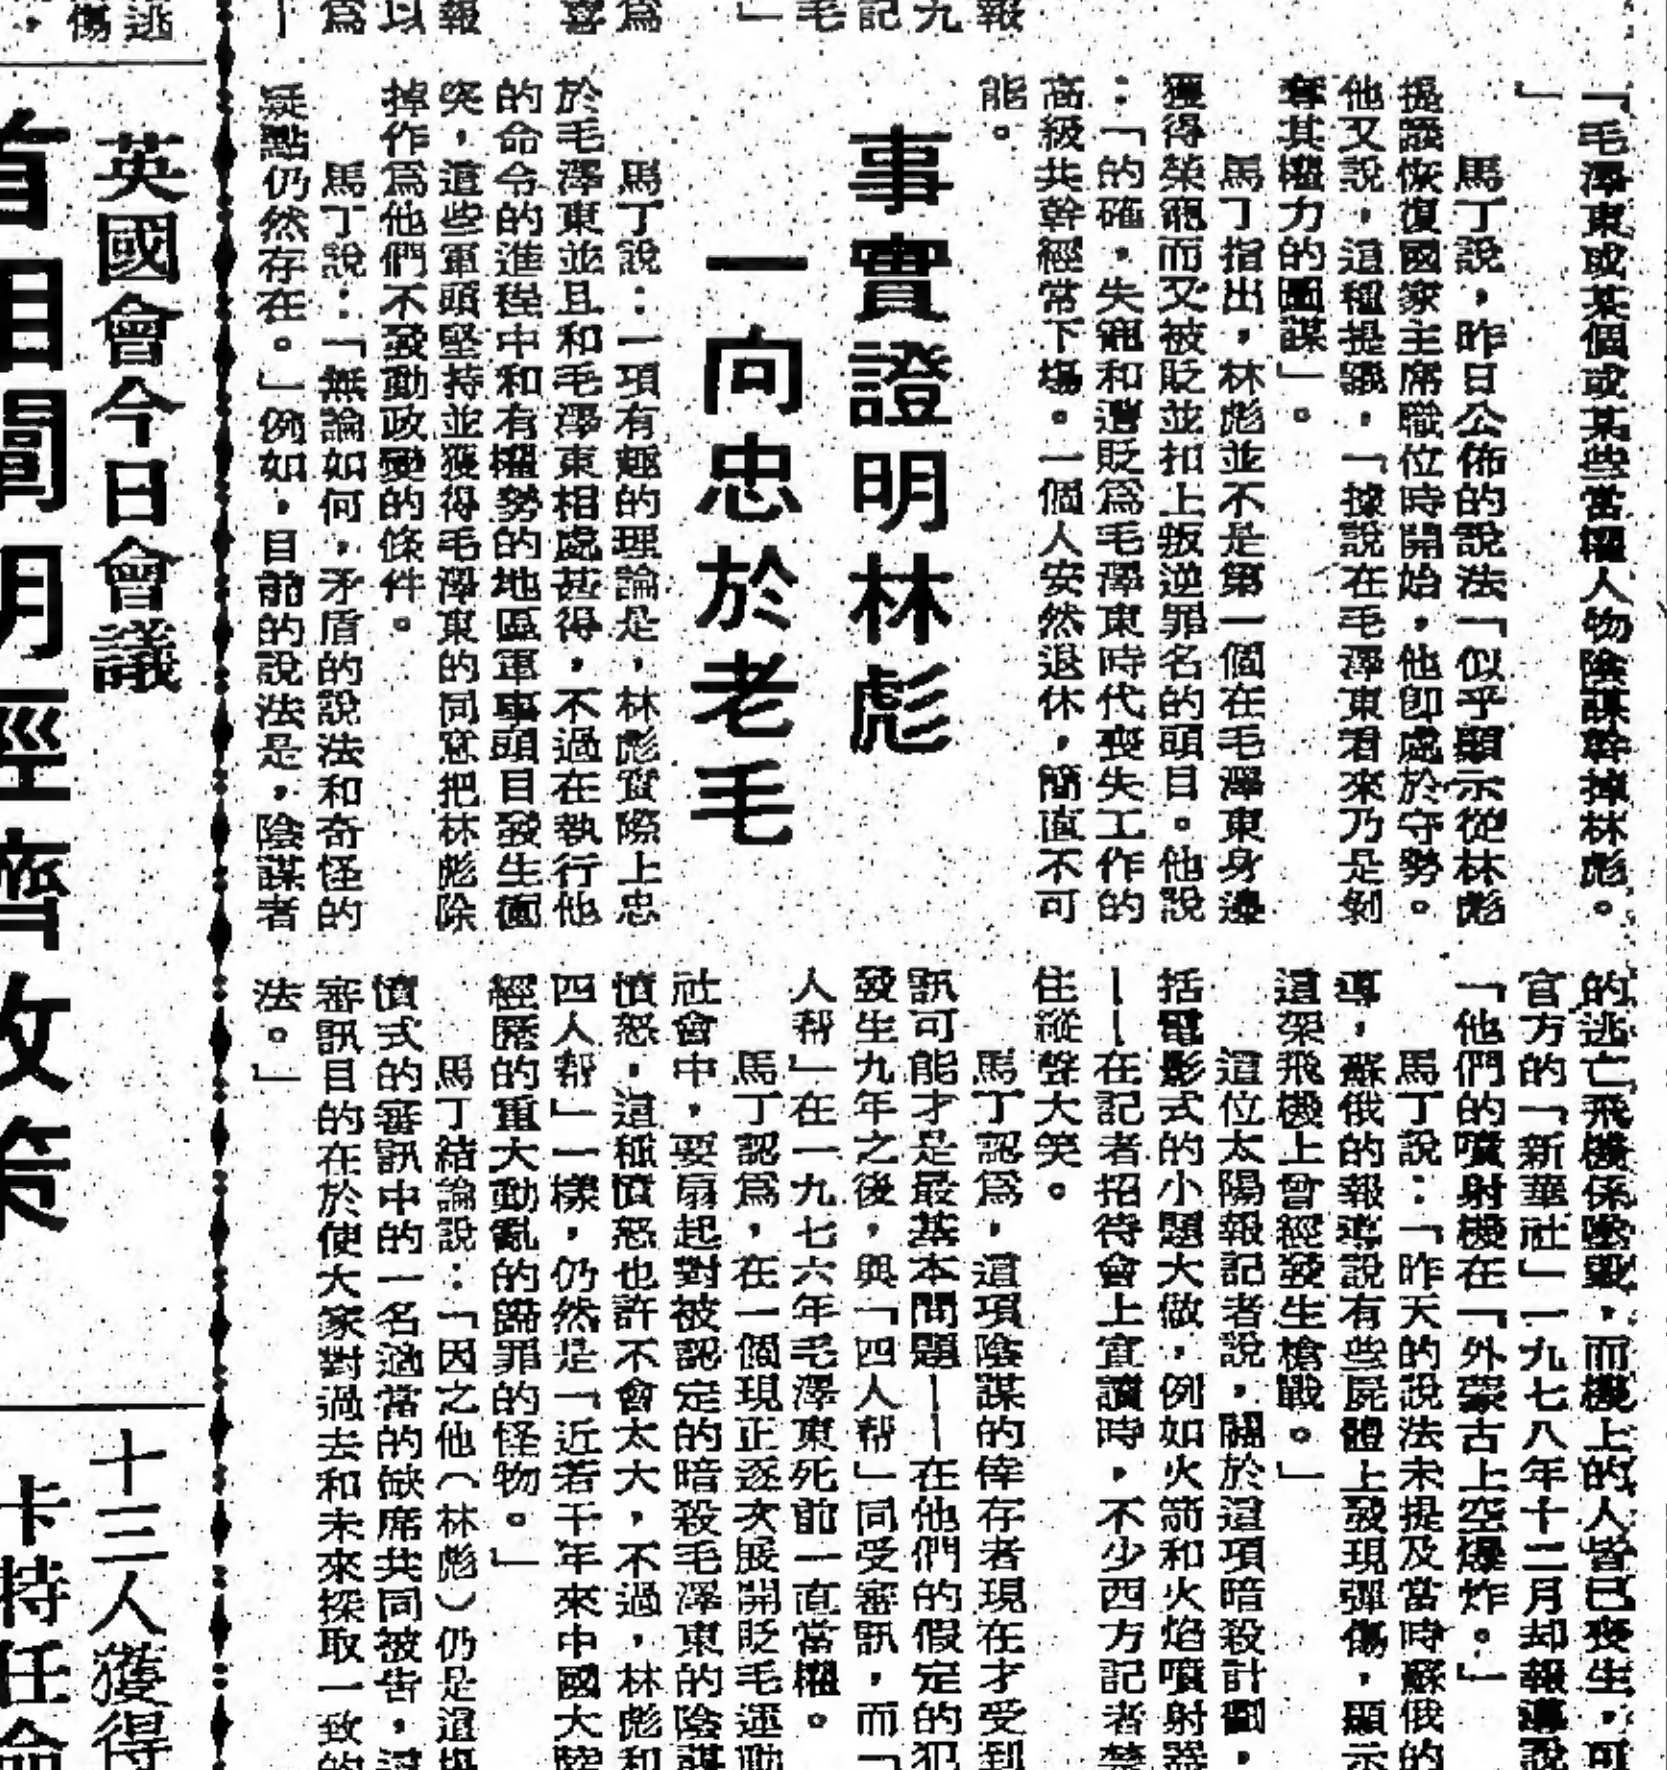 「毛澤東或某個或某些當權人物陰謀幹掉林彪。
」
馬丁說，昨日公佈的說法「似乎顯示從林彪
提議恢復國家主席職位時開始，他即處於守勢。
他又說，這種提議，「據說在毛澤東看來乃是剝
奪其權力的圖謀」。
馬丁指出，林彪並不是第一個在毛澤東身邊
獲得榮寵而又被貶並扣上叛逆罪名的頭目。他說
：「的確，失寵和遭貶爲毛澤東時代喪失工作的
高級共幹經常下場。一個人安然退休，簡直不可
能。
事實證明林彪
一向忠於老毛
馬丁說：一項有趣的理論是，林彪實際上忠
於毛澤東並且和毛澤東相處甚得，不過在執行他
的命令的進程中和有權勢的地區軍事頭目發生衝
突，這些軍頭堅持並獲得毛澤東的同意把林彪除
掉作爲他們不發動政變的條件。
馬丁說：「無論如何，矛盾的說法和奇怪的
疑點仍然存在。」例如，目前的說法是，陰謀者
的逃亡飛機係墜毀，而機上的人皆已喪生，可
官方的「新華社」一九七八年十二月却報導說
「他們的噴射機在「外蒙古上空爆炸。」
馬丁說：「昨天的說法未提及當時蘇俄的
導，蘇俄的報導說有些屍體上發現彈傷，顯示
這架飛機上曾經發生槍戰。」
這位太陽報記者說，關於這項暗殺計劃，
括電影式的小題大做，例如火箭和火焰噴射器
——在記者招待會上宣讀時，不少西方記者禁
住縱聲大笑。
馬丁認爲，這項陰謀的倖存者現在才受到
訊可能才是最基本問題——在他們的假定的犯
發生九年之後，與「四人幇」同受審訊，而「
人幇」在一九七六年毛澤東死前一直當權。
馬丁認爲，在一個現正逐次展開貶毛運動
社會中，要扇起對被認定的暗殺毛澤東的陰謀
憤怒，這種憤怒也許不會太大，不過，林彪和
四人幇」一樣，仍然是「近若干年來中國大陸
經歷的重大動亂的歸罪的怪物。」
馬丁結論說：「因之他（林彪）仍是這場
憤式的審訊中的一名適當的缺席共同被告，這
審訊目的在於使大家對過去和未來採取一致的
法。」
英國會今日會議
首相闡明經濟政策
十三人獲得
卡特任命